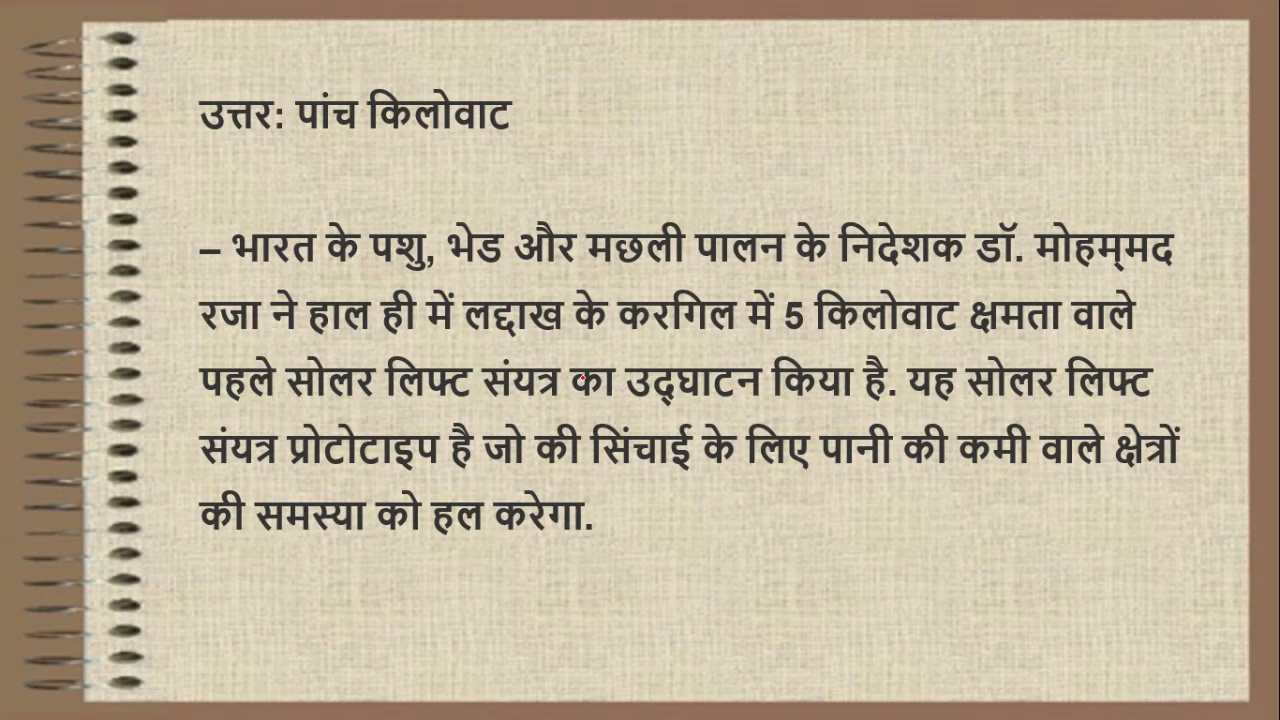 उत्तर: पांच किलोवाट
– भारत के पशु, भेड और मछली पालन के निदेशक डॉ. मोहम्मद
रजा ने हाल ही में लद्दाख के करगिल में 5 किलोवाट क्षमता वाले
पहले सोलर लिफ्ट संयत्र का उद्घाटन किया है. यह सोलर लिफ्ट
संयत्र प्रोटोटाइप है जो की सिंचाई के लिए पानी की कमी वाले क्षेत्रों
की समस्या को हल करेगा.